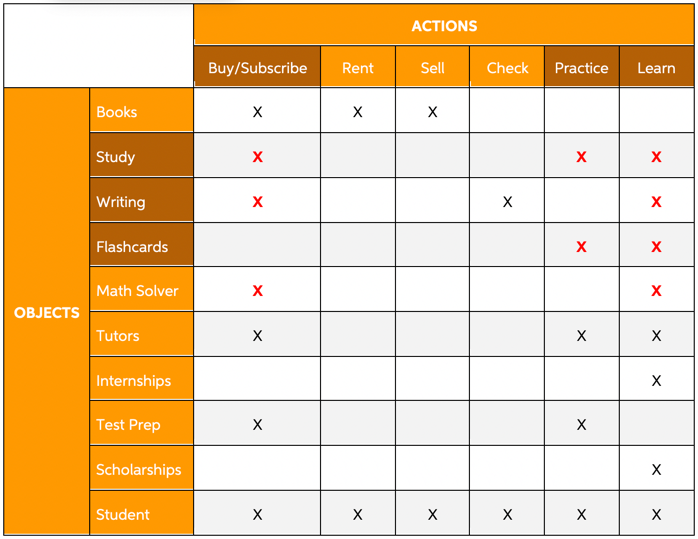 ACTIONS
Buy/Subscribe Rent Sell Check Practice Learn
OBJECTS
Books X X X
Study X X X
Writing X X X
Flashcards X X
Math Solver X X
Tutors X X X
Internships X
Test Prep X X
Scholarships X
Student X X X X X X